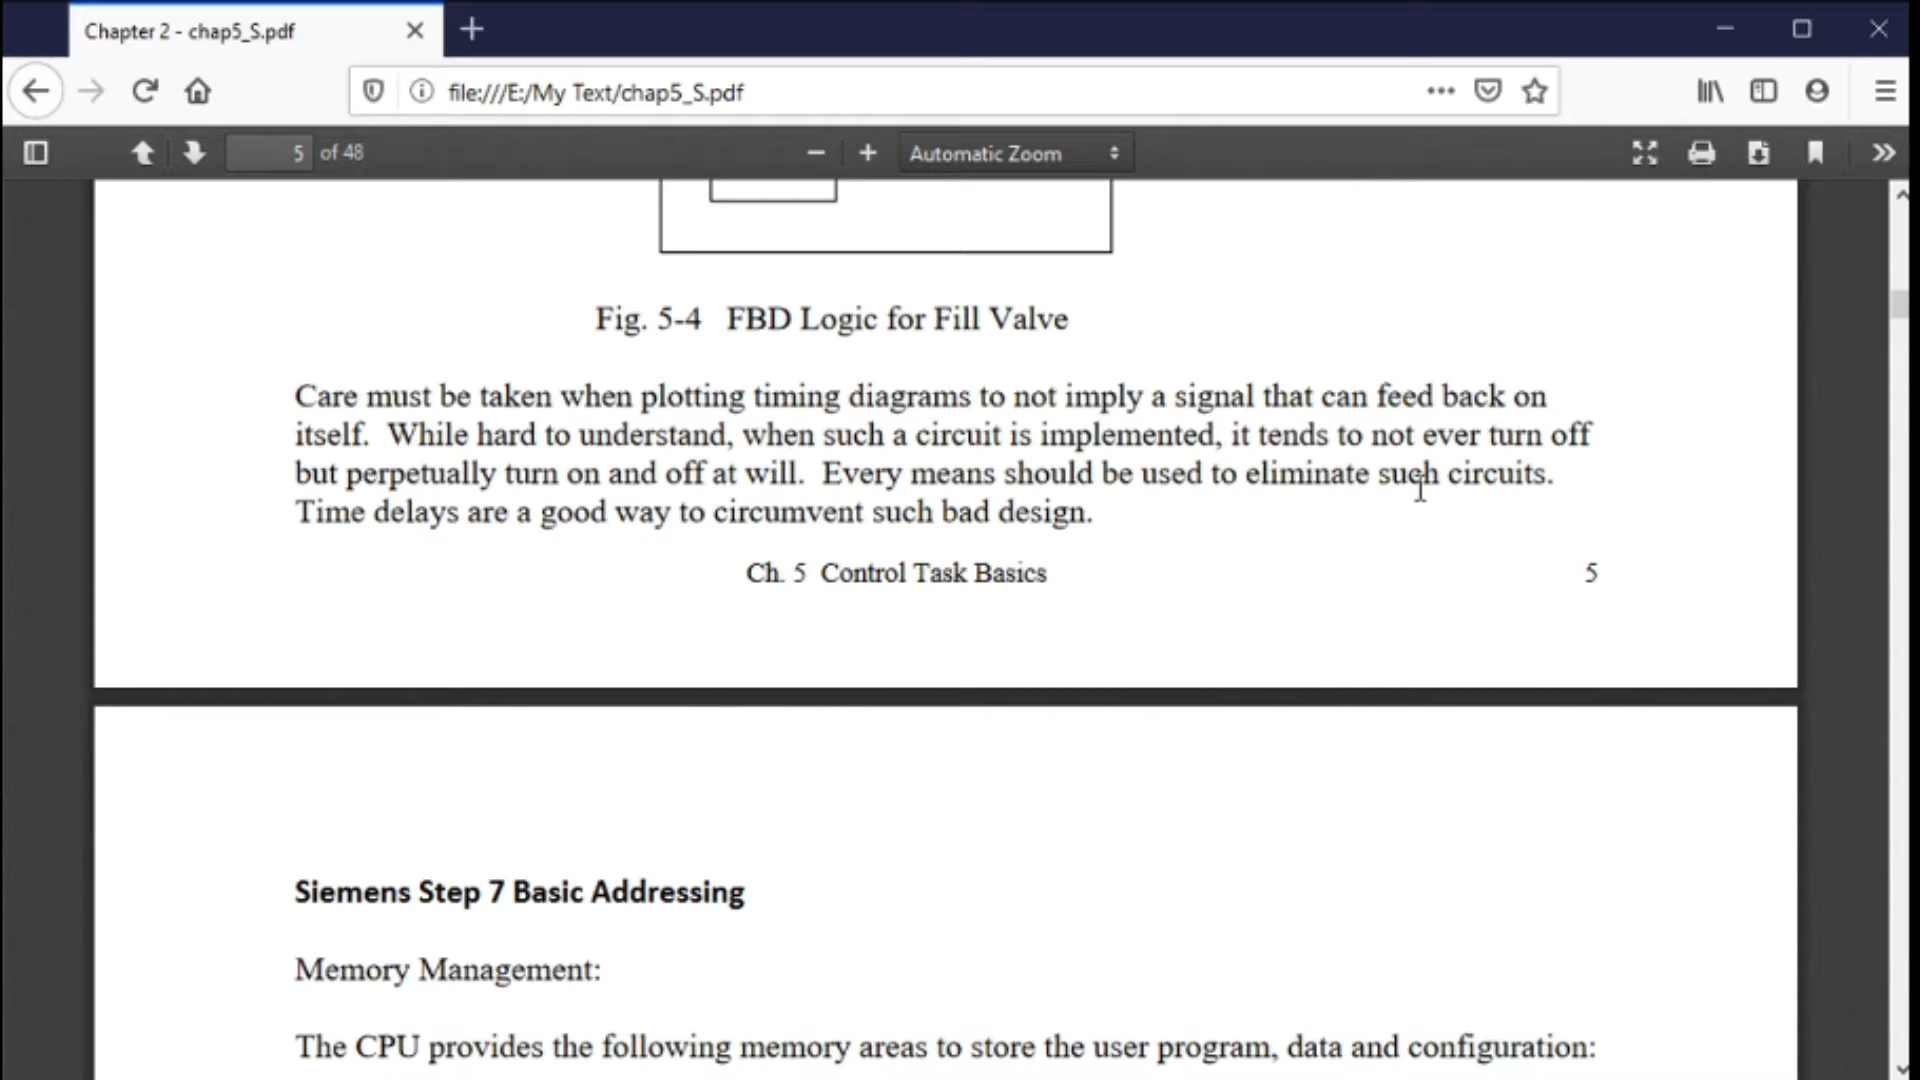 Chapter 2 - chap5_S.pdf
file:///E:/My Text/chap5_S.pdf
5 of 48
Automatic Zoom
Fig. 5-4 FBD Logic for Fill Valve
Care must be taken when plotting timing diagrams to not imply a signal that can feed back on
itself. While hard to understand, when such a circuit is implemented, it tends to not ever turn off
but perpetually turn on and off at will. Every means should be used to eliminate such circuits.
Time delays are a good way to circumvent such bad design.
Ch. 5 Control Task Basics 5
Siemens Step 7 Basic Addressing
Memory Management:
The CPU provides the following memory areas to store the user program, data and configuration: